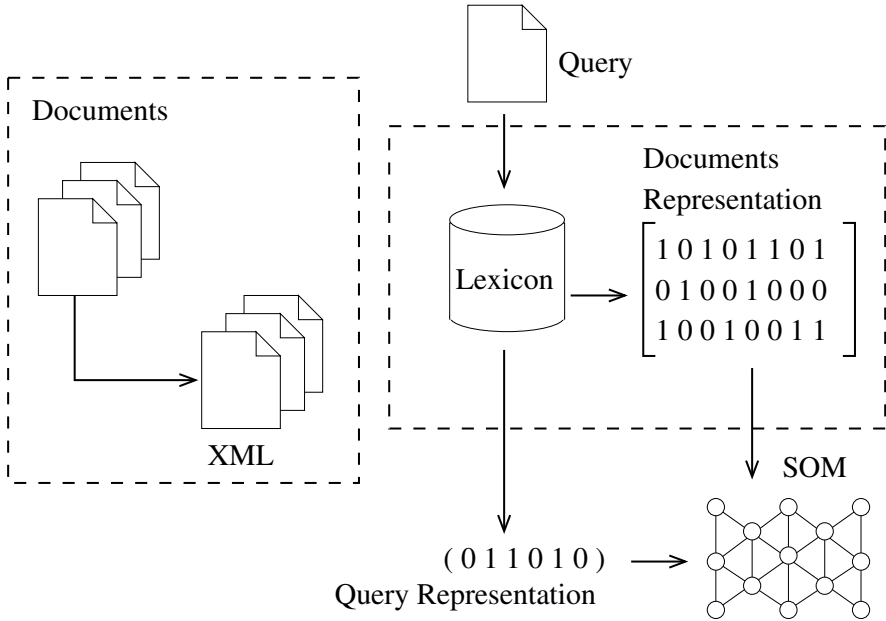 Query
Documents
XML
Documents
Representation
Lexicon
1 0 1 0 1 1 0 1
0 1 0 0 1 0 0 0
1 0 0 1 0 0 1 1
SOM
( 0 1 1 0 1 0 )
Query Representation